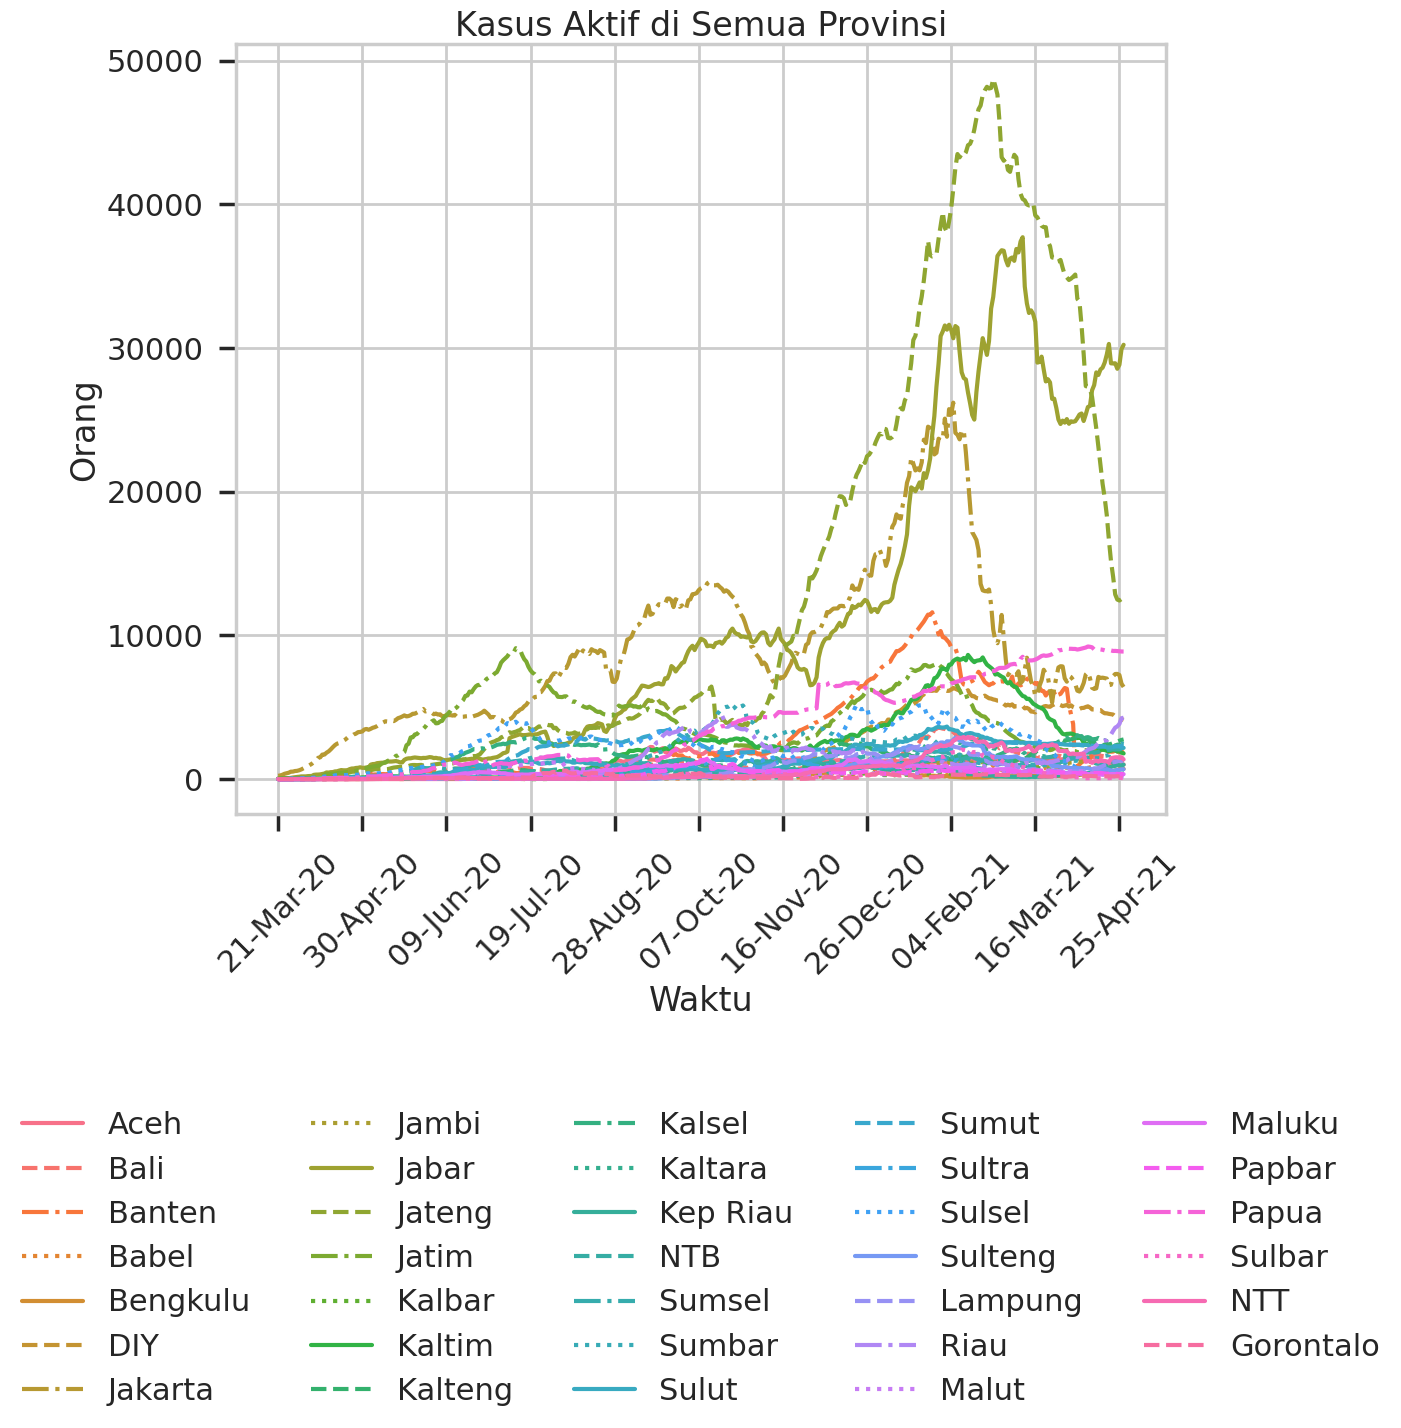 Kasus Aktif di Semua Provinsi
50000
40000
30000
20000
10000
0
Orang
21-Mar-20
30-Apr-20
09-Jun-20
19-Jul-20
28-Aug-20
07-Oct-20
16-Nov-20
26-Dec-20
04-Feb-21
16-Mar-21
25-Apr-21
Waktu
Aceh
Bali
Banten
Babel
Bengkulu
DIY
Jakarta
Jambi
Jabar
Jateng
Jatim
Kalbar
Kaltim
Kalteng
Kalsel
Kaltara
Kep Riau
NTB
Sumsel
Sumbar
Sulut
Sumut
Sultra
Sulsel
Sulteng
Lampung
Riau
Malut
Maluku
Papbar
Papua
Sulbar
NTT
Gorontalo